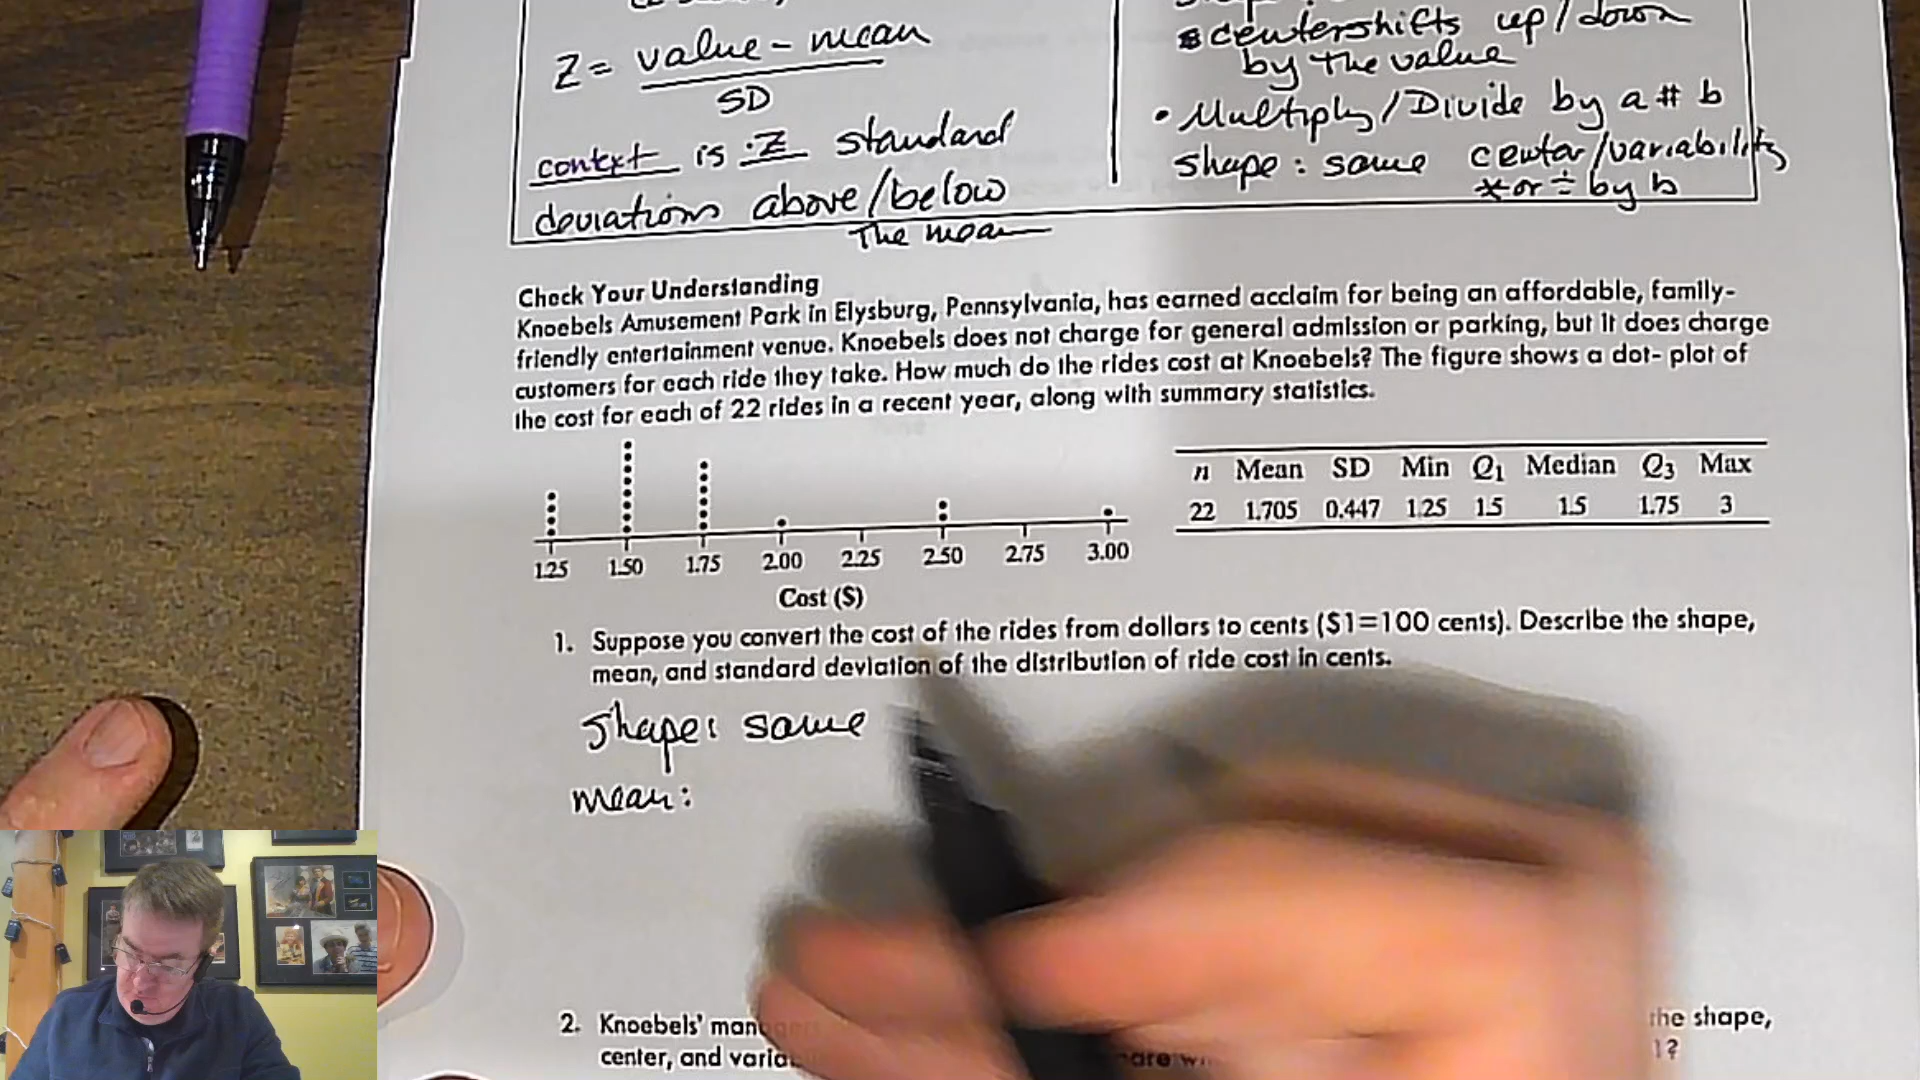 Z = value - mean
SD
context is Z standard
deviations above/below
The mean
centershifts up/down
by the value
• Multiply/Divide by a # b
shape: same center/variability
* or ÷ by b
Check Your Understanding
Knoebels Amusement Park in Elysburg, Pennsylvania, has earned acclaim for being an affordable, family-
friendly entertainment venue. Knoebels does not charge for general admission or parking, but it does charge
customers for each ride they take. How much do the rides cost at Knoebels? The figure shows a dot- plot of
the cost for each of 22 rides in a recent year, along with summary statistics.
1.25 1.50 1.75 2.00 2.25 2.50 2.75 3.00
Cost ($)
n Mean SD Min Q1 Median Q3 Max
22 1.705 0.447 1.25 1.5 1.5 1.75 3
1. Suppose you convert the cost of the rides from dollars to cents ($1=100 cents). Describe the shape,
mean, and standard deviation of the distribution of ride cost in cents.
Shape: same
mean:
2. Knoebels' the shape,
center, and